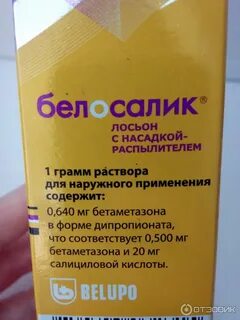 белосалик®
ЛОСЬОН
С НАСАДКОЙ-
РАСПЫЛИТЕЛЕМ
1 грамм раствора
для наружного применения
содержит:
0,640 мг бетаметазона
в форме дипропионата,
что соответствует 0,500 мг
бетаметазона и 20 мг
салициловой кислоты.
BELUPO
ОТЗОВИК